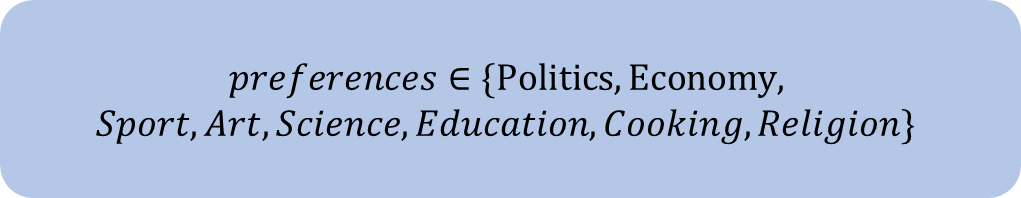 preferences ∈ {Politics, Economy,
Sport, Art, Science, Education, Cooking, Religion}